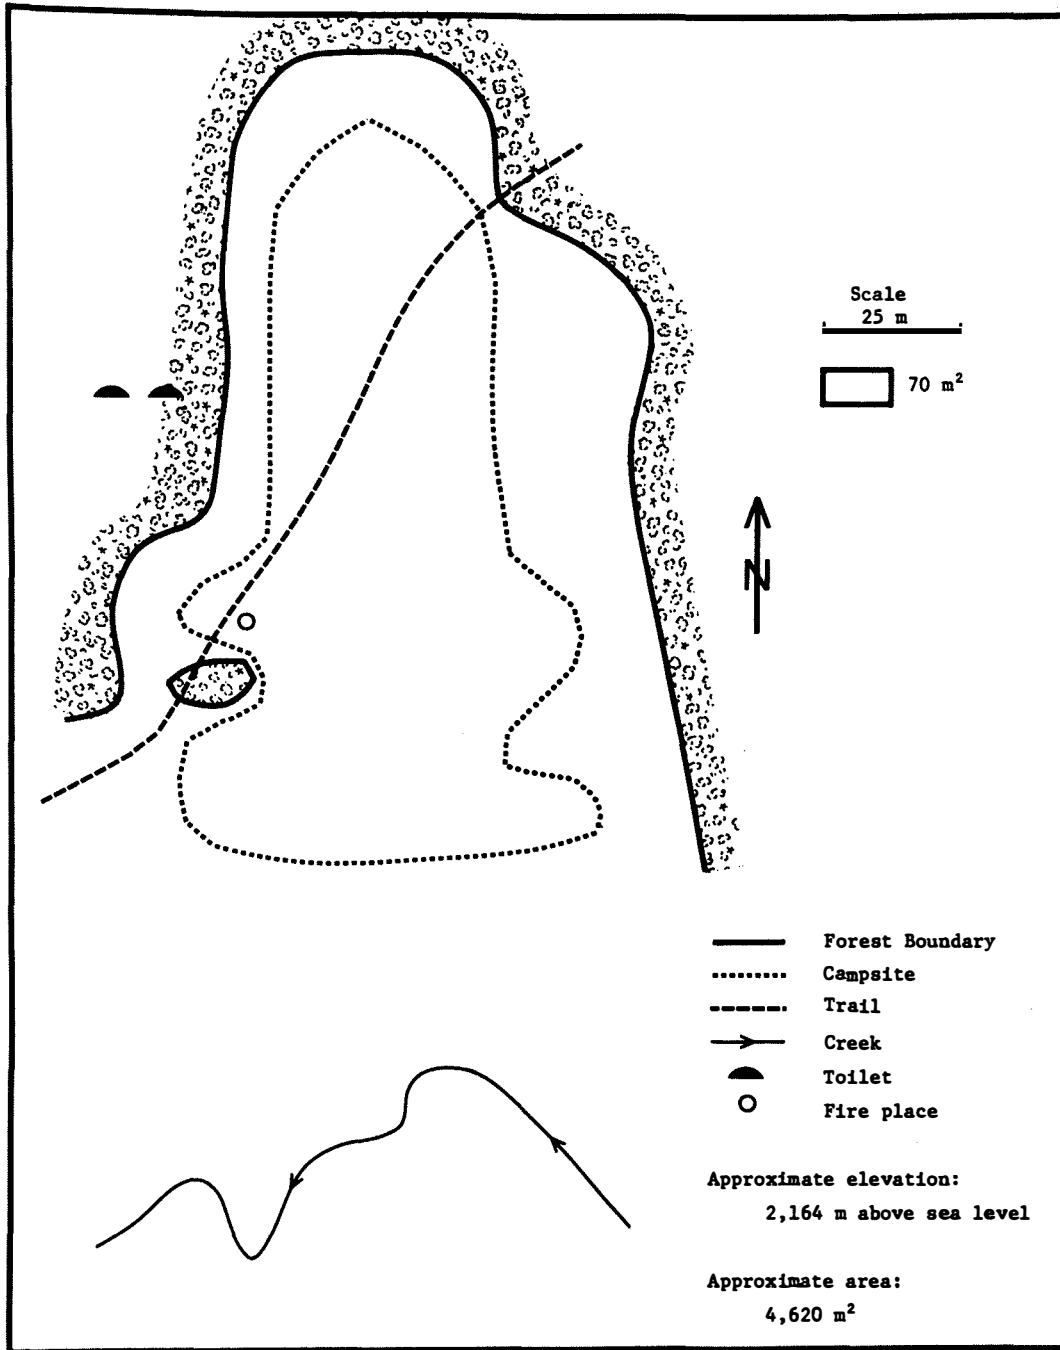 Scale
25 m
70 m²
N
Forest Boundary
Campsite
Trail
Creek
Toilet
Fire place
Approximate elevation:
2,164 m above sea level
Approximate area:
4,620 m²